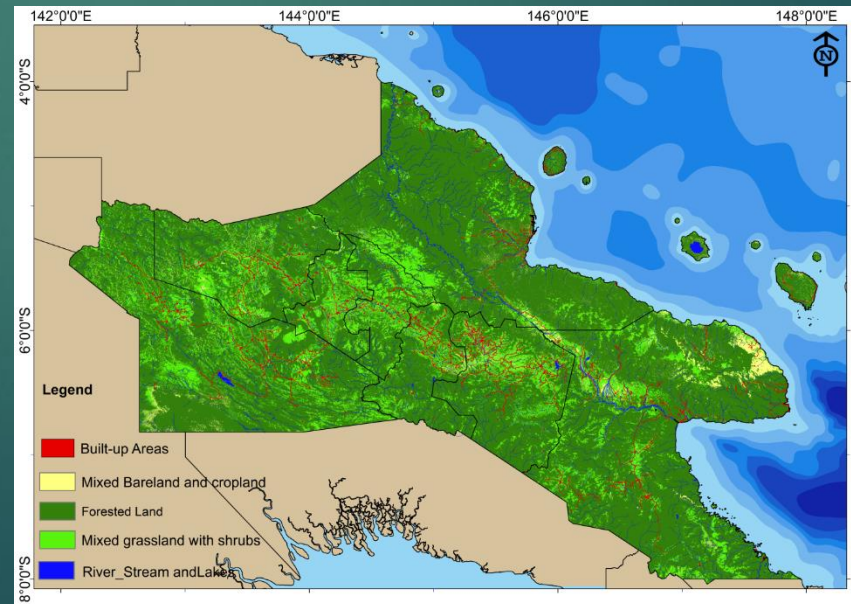 142°0'0"E 144°0'0"E 146°0'0"E 148°0'0"E
N
4°0'0"S
6°0'0"S
8°0'0"S
Legend
Built-up Areas
Mixed Bareland and cropland
Forested Land
Mixed grassland with shrubs
River_Stream andLakes